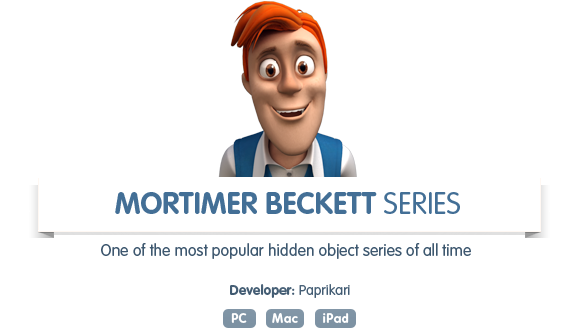 MORTIMER BECKETT SERIES
One of the most popular hidden object series of all time
Developer: Paprikari
PC Mac iPad